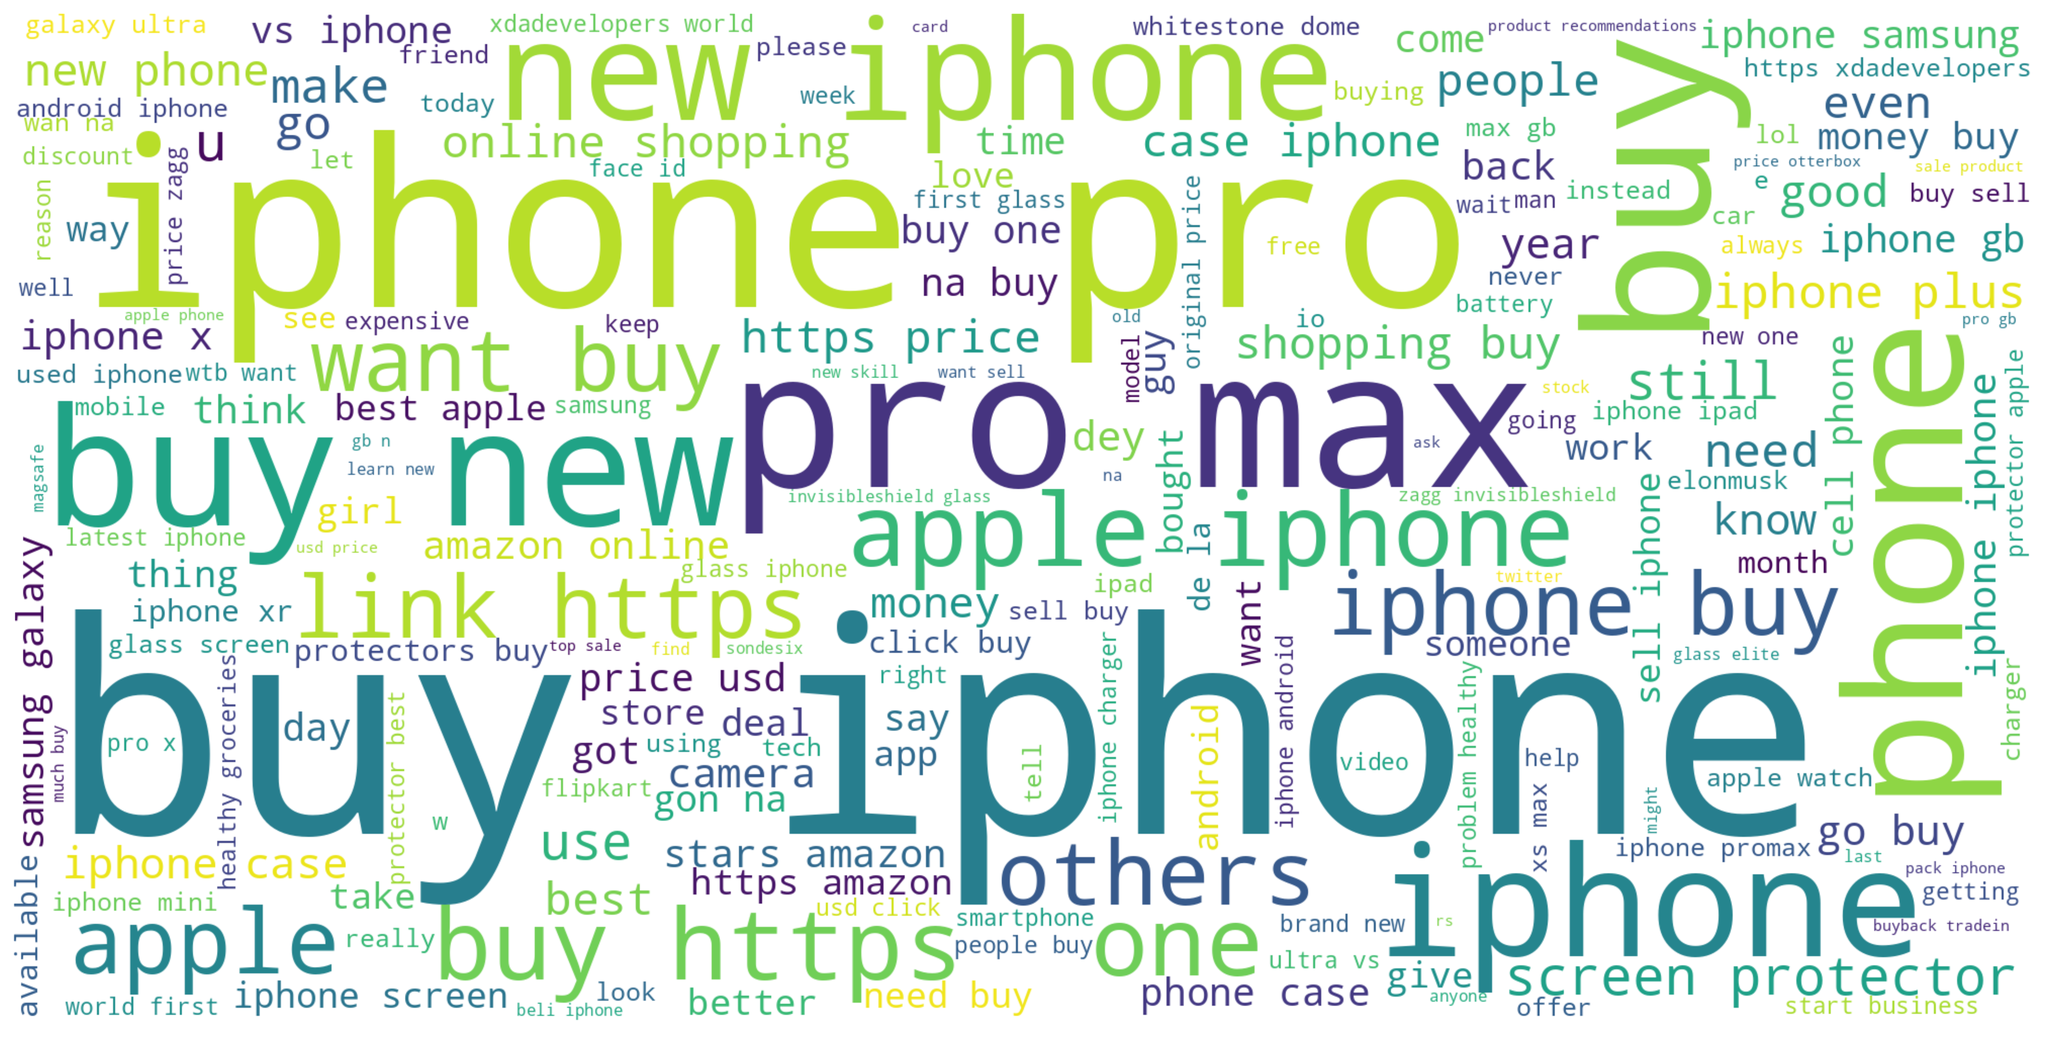 galaxy ultra
vs iphone
xdadevelopers world
card
whitestone dome
product recommendations
iphone samsung
new phone
friend
new iphone
please
come
https xdadevelopers
android iphone
make
today
week
buying
people
even
wan na
go
u
online shopping
time
case iphone
max gb
lol
money buy
discount
let
face id
love
back
price otterbox
sale product
reason
price zagg
iphone pro
first glass
original price
wait
man
instead
e
good
buy sell
way
buy one
free
year
car
always
iphone gb
buy
well
na buy
never
battery
iphone plus
apple phone
see
expensive
keep
io
old
new one
pro gb
iphone x
want buy
https price
guy
shopping buy
used iphone
wtb want
new skill
want sell
model
stock
still
cell phone
phone
iphone iphone
protector apple
mobile
think
best apple
samsung
pro max
going
iphone ipad
buy new
gb n
dey
ask
work
need
magsafe
learn new
na
bought
elonmusk
girl
invisibleshield glass
zagg invisibleshield
sell iphone
know
latest iphone
usd price
amazon online
apple iphone
month
thing
link https
glass iphone
ipad
de la
twitter
iphone xr
money
sell buy
want
iphone buy
charger
samsung galaxy
glass screen
protectors buy
top sale
find
sondesix
click buy
someone
glass elite
healthy groceries
price usd
right
iphone charger
iphone android
problem healthy
buy iphone
much buy
pro x
day
protector best
store
deal
say
android
help
apple watch
got
using
tech
app
tell
video
xs max
might
flipkart
camera
w
gon na
go buy
available
iphone case
use
stars amazon
others
iphone promax
last
iphone mini
take
best
https amazon
iphone
pack iphone
getting
apple
really
buy https
usd click
smartphone
people buy
one
brand new
rs
buyback tradein
ultra vs
give
screen protector
world first
iphone screen
look
better
need buy
phone case
anyone
offer
start business
beli iphone